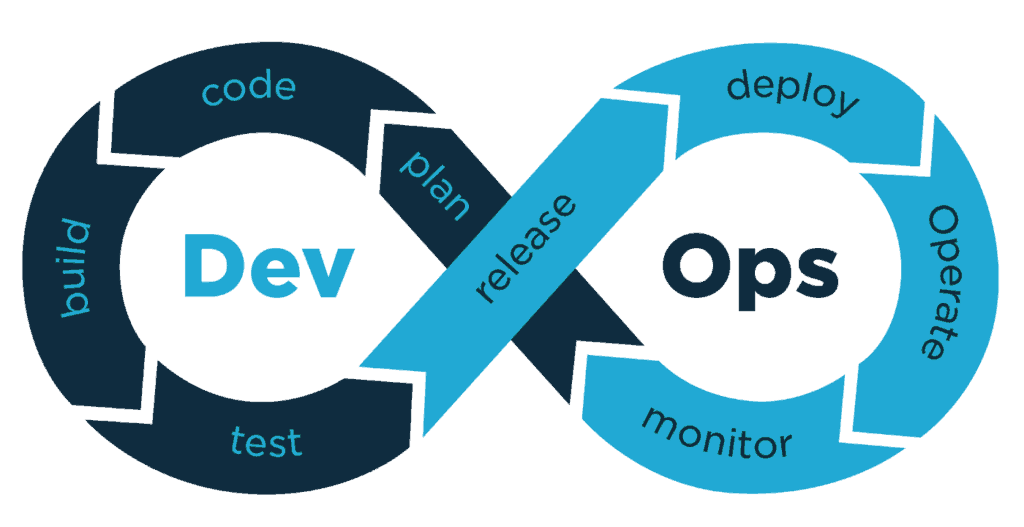 code
deploy
plan
release
build
Dev
Ops
Operate
test
monitor